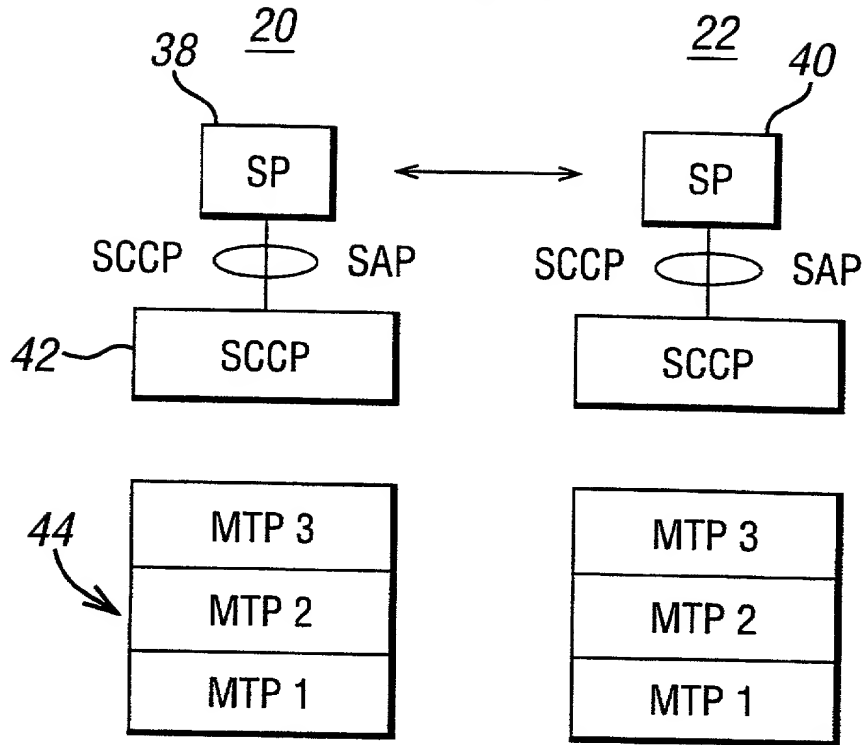 20
22
38
40
SP
SP
SCCP SAP
SCCP SAP
42
SCCP
SCCP
44
MTP 3
MTP 3
MTP 2
MTP 2
MTP 1
MTP 1